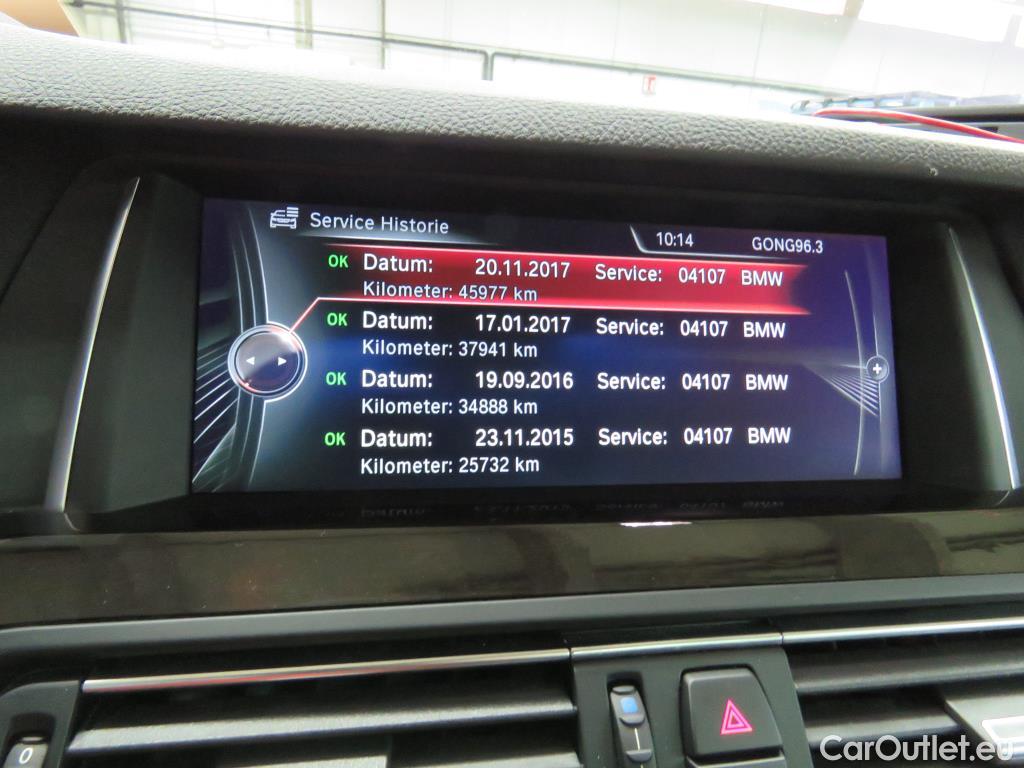 Service Historie
10:14 GONG96.3
OK Datum: 20.11.2017 Service: 04107 BMW
Kilometer: 45977 km
OK Datum: 17.01.2017 Service: 04107 BMW
Kilometer: 37941 km
OK Datum: 19.09.2016 Service: 04107 BMW
Kilometer: 34888 km
OK Datum: 23.11.2015 Service: 04107 BMW
Kilometer: 25732 km
0
CarOutlet.eu